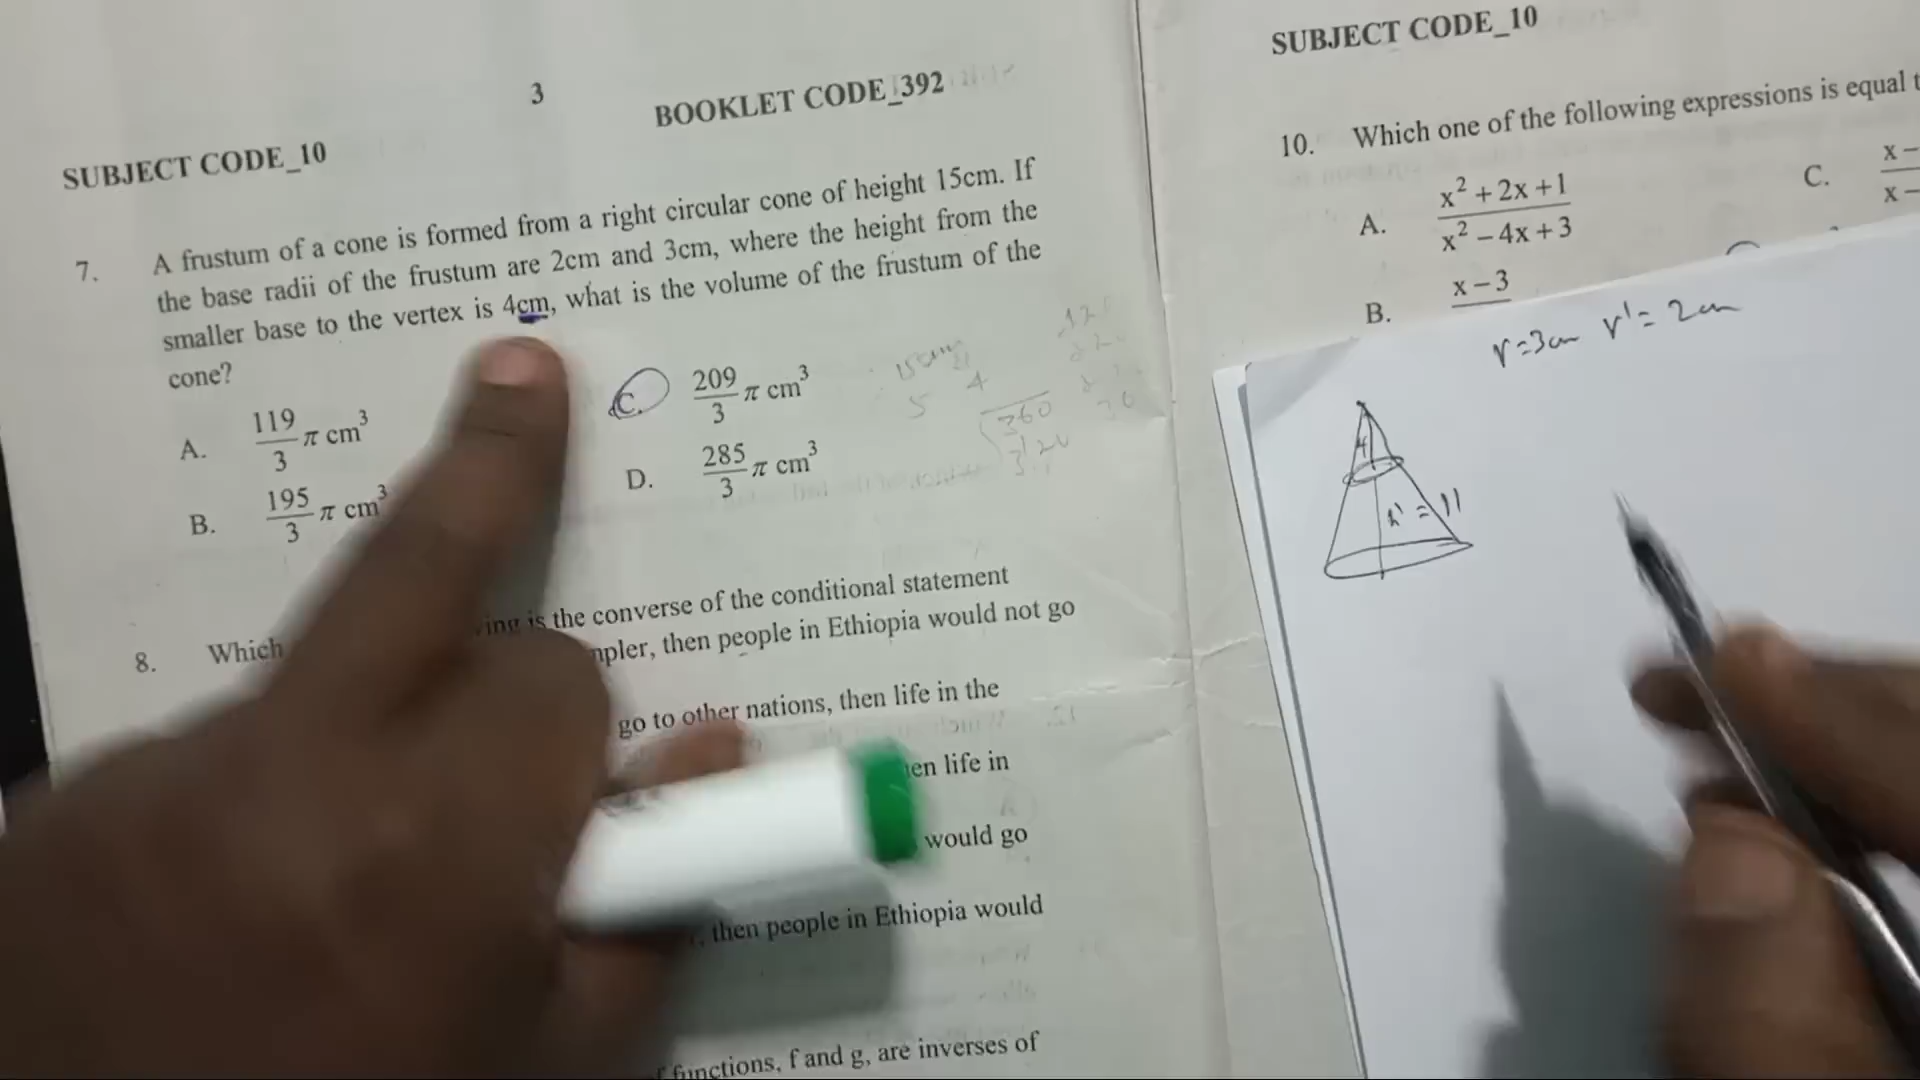 3
BOOKLET CODE_392
SUBJECT CODE_10
7. A frustum of a cone is formed from a right circular cone of height 15cm. If
the base radii of the frustum are 2cm and 3cm, where the height from the
smaller base to the vertex is 4cm, what is the volume of the frustum of the
cone?
A. 119/3 π cm³
B. 195/3 π cm³
C. 209/3 π cm³
D. 285/3 π cm³
15cm
5 4
360
120
8. Which
is the converse of the conditional statement
then people in Ethiopia would not go
go to other nations, then life in the
life in
would go
then people in Ethiopia would
functions, f and g, are inverses of
SUBJECT CODE_10
10. Which one of the following expressions is equal
A. x² + 2x + 1 / x² – 4x + 3
B. x – 3
C. x –
x –
r = 3cm r' = 2cm
4
h' = 11